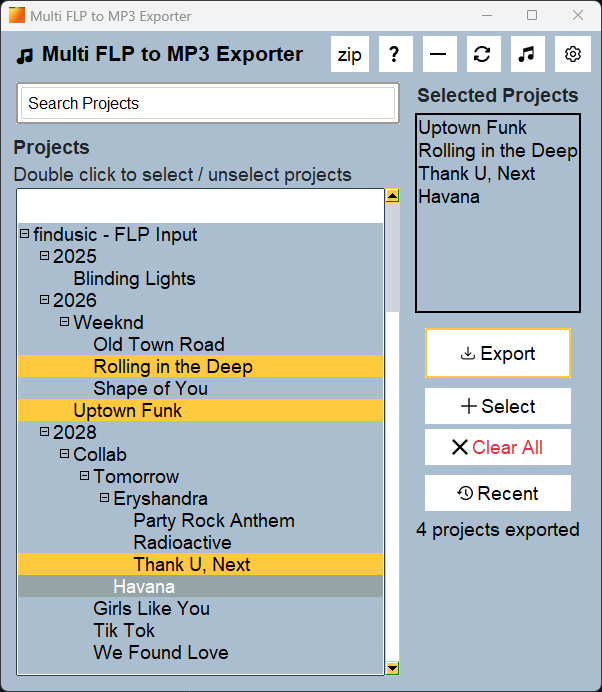 Multi FLP to MP3 Exporter
Multi FLP to MP3 Exporter
zip
?
Search Projects
Projects
Double click to select / unselect projects
findusic - FLP Input
2025
Blinding Lights
2026
Weeknd
Old Town Road
Rolling in the Deep
Shape of You
Uptown Funk
2028
Collab
Tomorrow
Eryshandra
Party Rock Anthem
Radioactive
Thank U, Next
Havana
Girls Like You
Tik Tok
We Found Love
Selected Projects
Uptown Funk
Rolling in the Deep
Thank U, Next
Havana
Export
Select
Clear All
Recent
4 projects exported